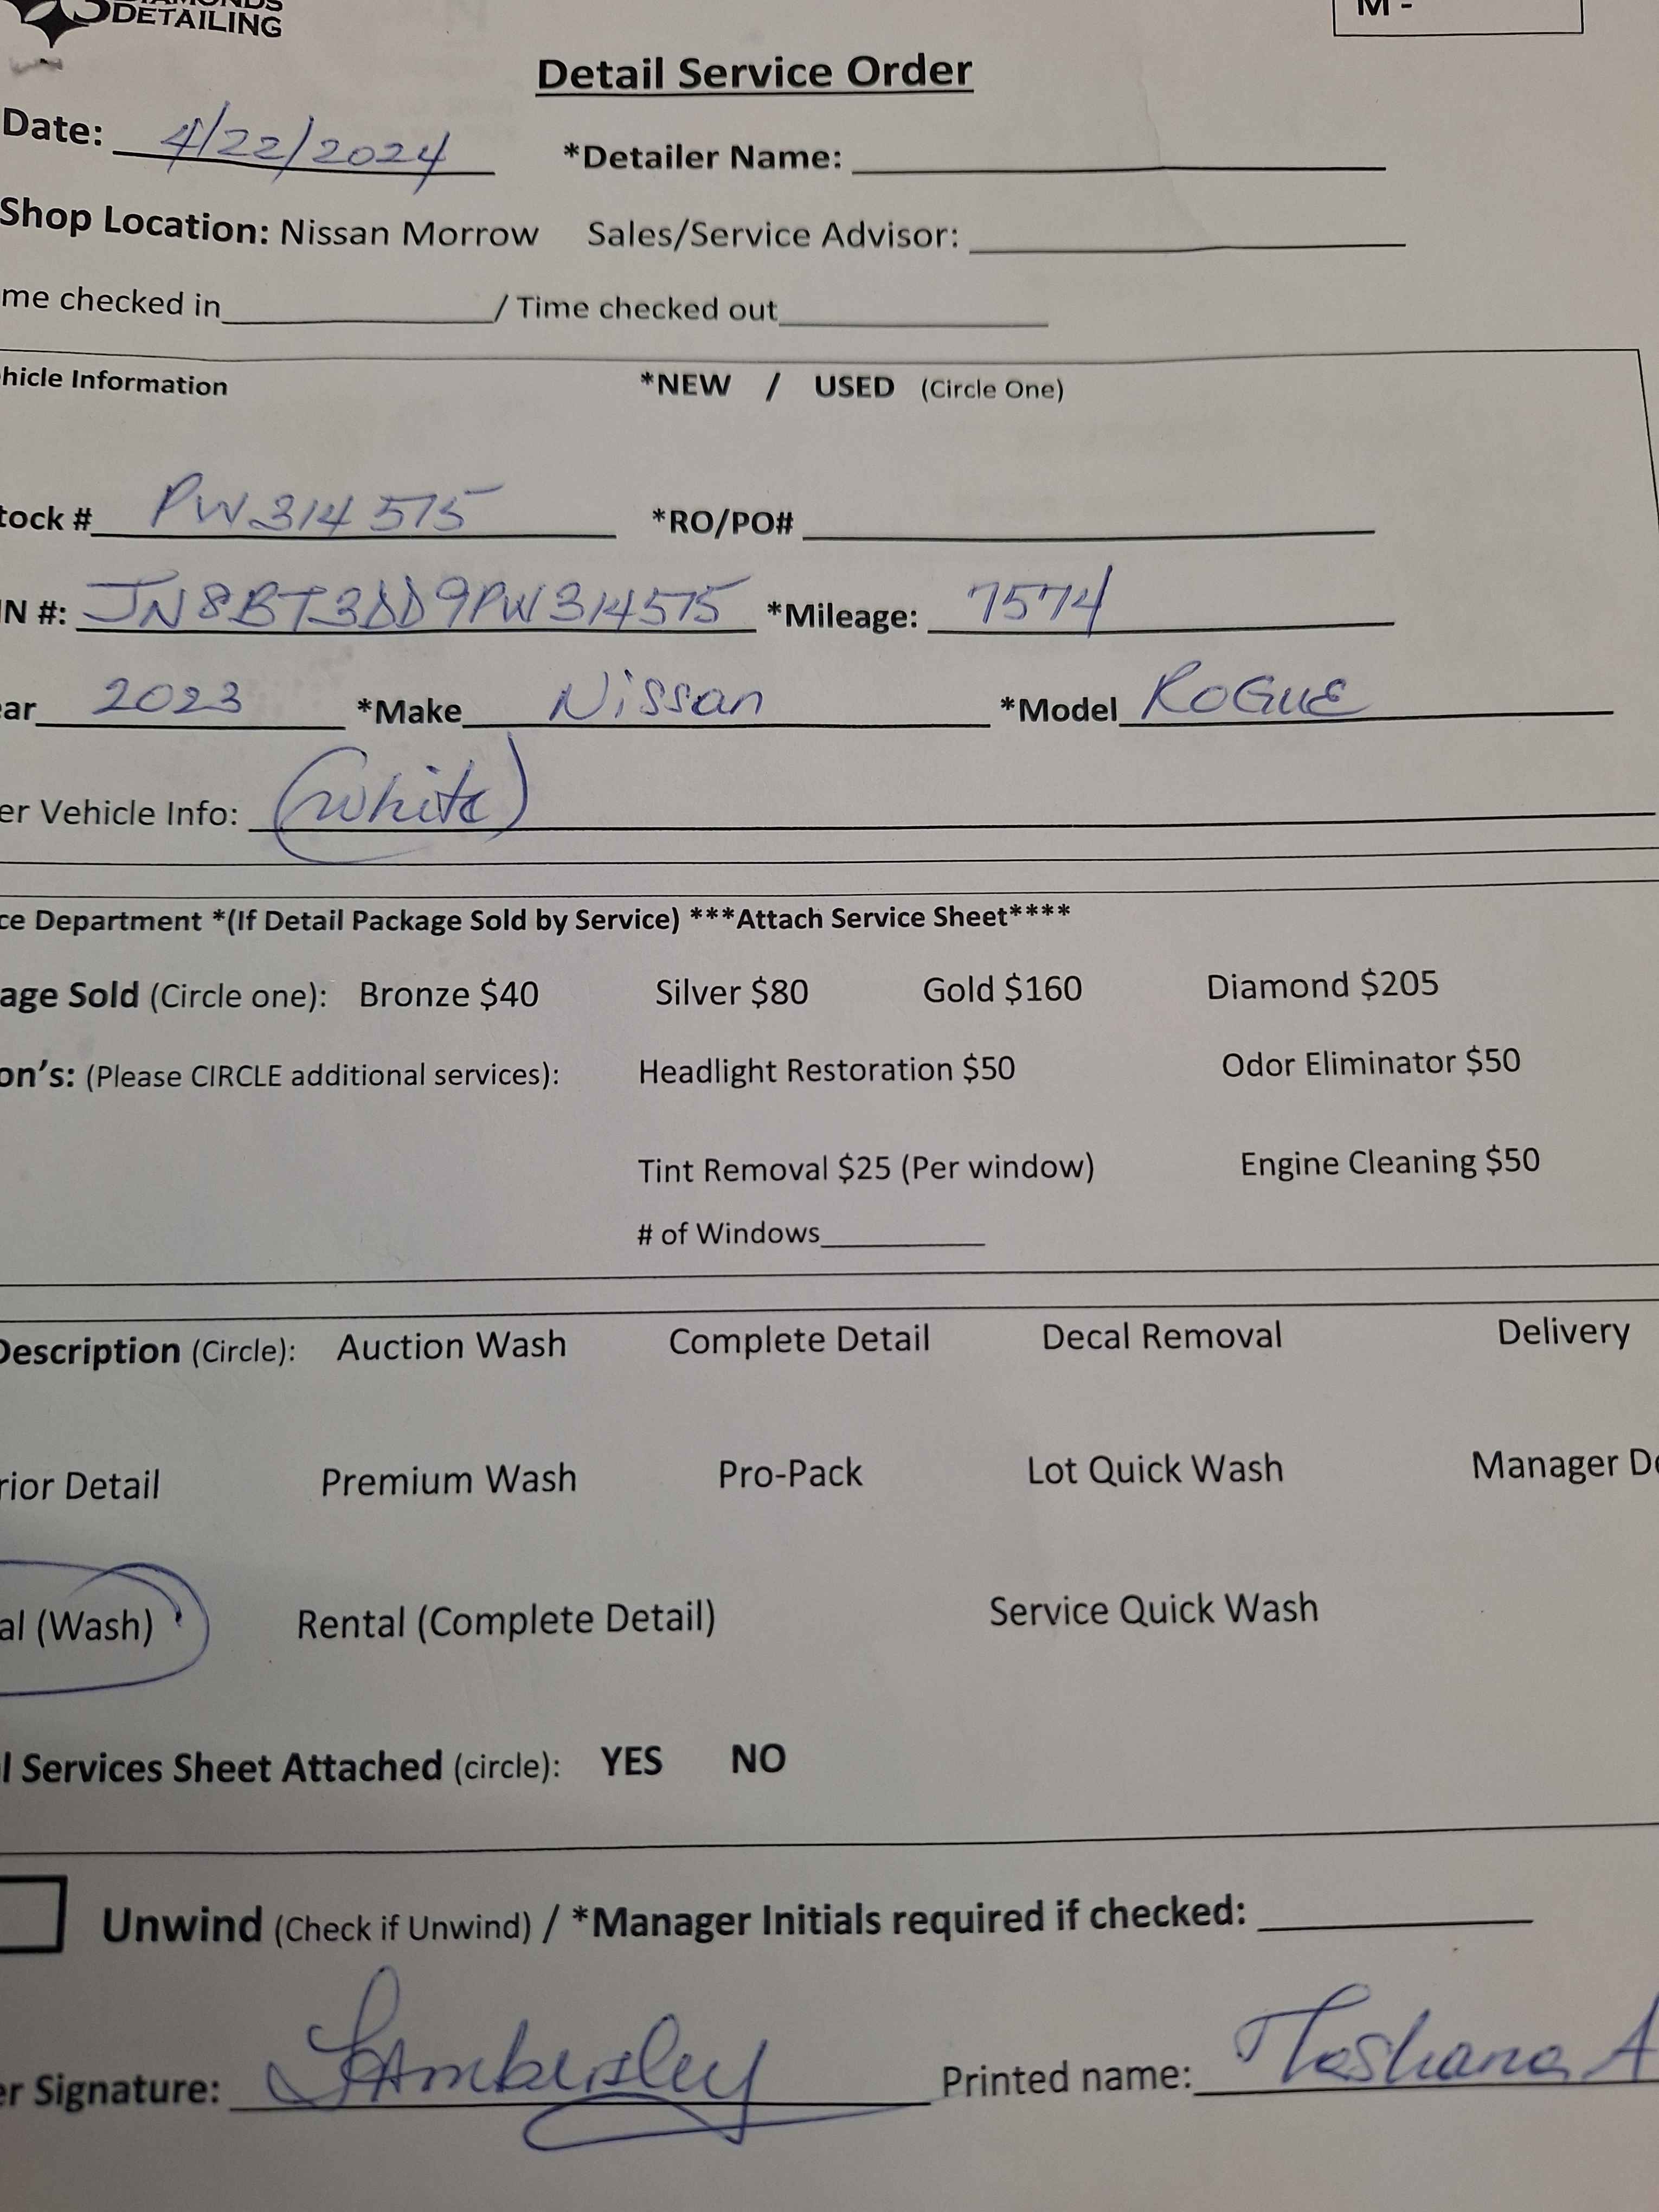 DETAILING
M -
Detail Service Order
Date: 4/22/2024 *Detailer Name:
Shop Location: Nissan Morrow Sales/Service Advisor:
me checked in / Time checked out
hicle Information *NEW / USED (Circle One)
tock # PW314575 *RO/PO#
IN #: JN8BT3DD9PW314575 *Mileage: 7574
ar 2023 *Make Nissan *Model ROGUE
er Vehicle Info: (white)
ce Department *(If Detail Package Sold by Service) ***Attach Service Sheet****
age Sold (Circle one): Bronze $40 Silver $80 Gold $160 Diamond $205
on's: (Please CIRCLE additional services): Headlight Restoration $50 Odor Eliminator $50
Tint Removal $25 (Per window) Engine Cleaning $50
# of Windows
Description (Circle): Auction Wash Complete Detail Decal Removal Delivery
rior Detail Premium Wash Pro-Pack Lot Quick Wash Manager De
al (Wash) Rental (Complete Detail) Service Quick Wash
l Services Sheet Attached (circle): YES NO
Unwind (Check if Unwind) / *Manager Initials required if checked:
er Signature: Printed name: A